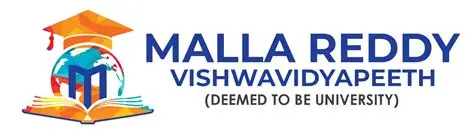 M
MALLA REDDY
VISHWAVIDYAPEETH
(DEEMED TO BE UNIVERSITY)